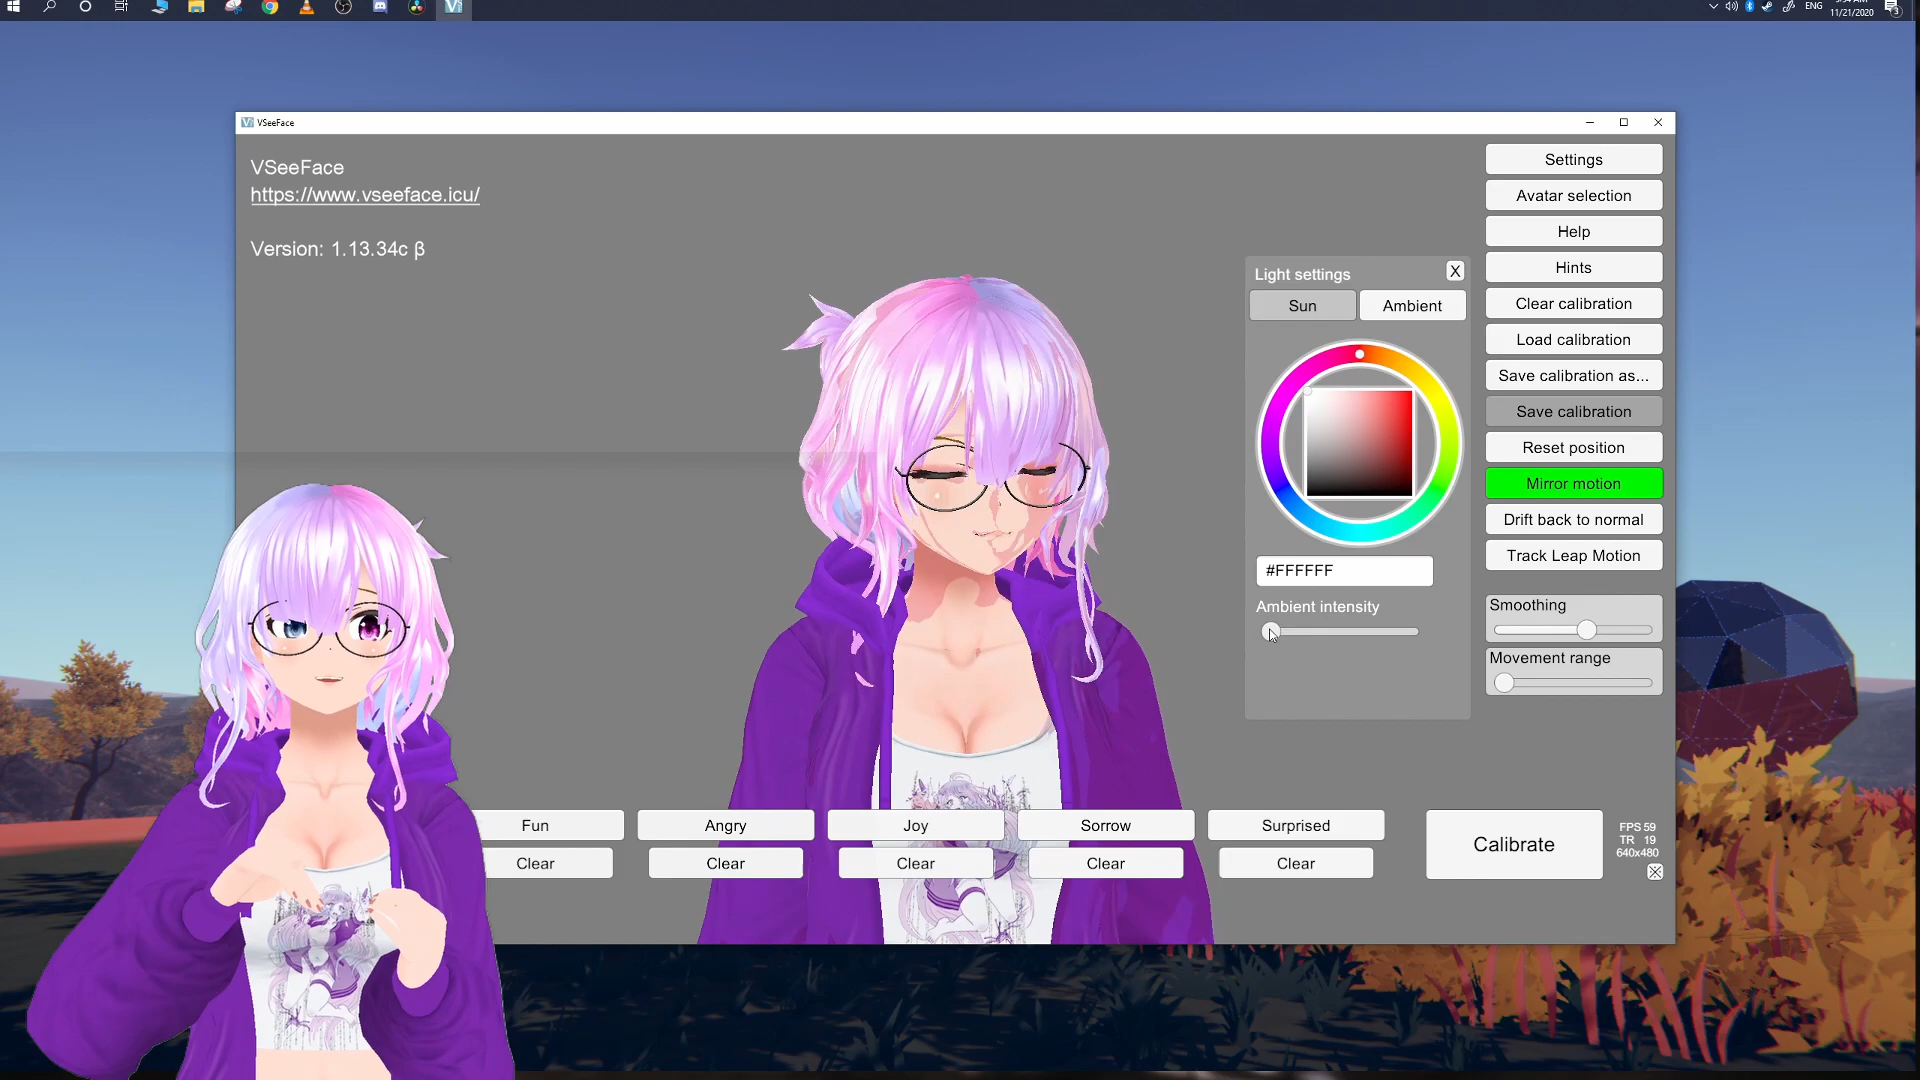 ENG
11/21/2020
3
VSeeFace
VSeeFace
https://www.vseeface.icu/
Version: 1.13.34c β
Settings
Avatar selection
Help
Hints
Clear calibration
Load calibration
Save calibration as...
Save calibration
Reset position
Mirror motion
Drift back to normal
Track Leap Motion
Smoothing
Movement range
Light settings
X
Sun
Ambient
#FFFFFF
Ambient intensity
Fun
Angry
Joy
Sorrow
Surprised
Clear
Clear
Clear
Clear
Clear
Calibrate
FPS 59
TR 19
640x480